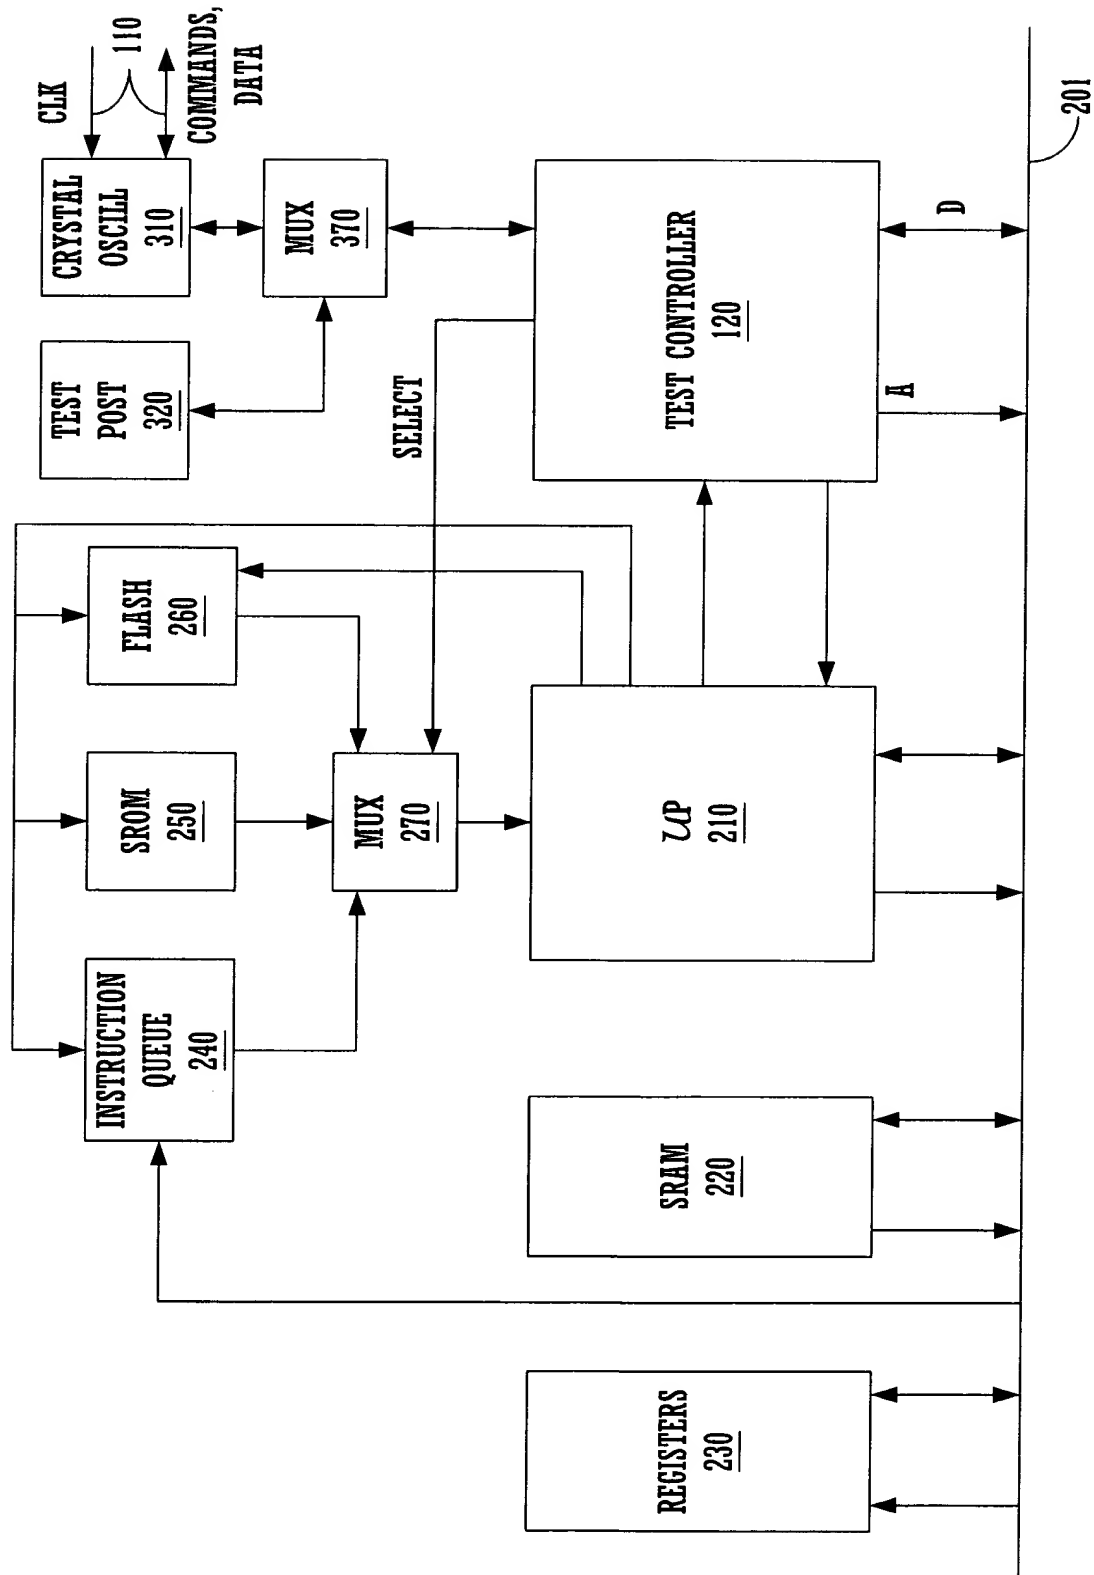 CLK
110
COMMANDS,
DATA
CRYSTAL
OSCILL
310
MUX
370
TEST
POST
320
SELECT
TEST CONTROLLER
120
D
A
201
FLASH
260
SROM
250
MUX
270
INSTRUCTION
QUEUE
240
UP
210
SRAM
220
REGISTERS
230